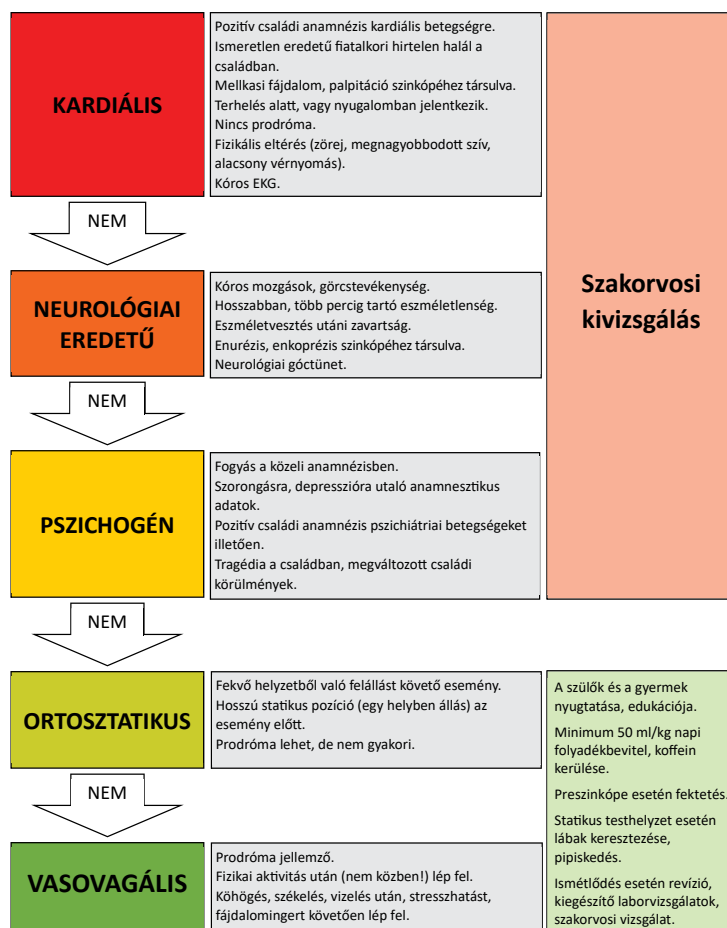 KARDIÁLIS
Pozitív családi anamnézis kardiális betegségre.
Ismeretlen eredetű fiatalkori hirtelen halál a
családban.
Mellkasi fájdalom, palpitáció szinkópéhez társulva.
Terhelés alatt, vagy nyugalomban jelentkezik.
Nincs prodróma.
Fizikális eltérés (zörej, megnagyobbodott szív,
alacsony vérnyomás).
Kóros EKG.
NEM
NEUROLÓGIAI
EREDETŰ
Kóros mozgások, görcstevékenység.
Hosszabban, több percig tartó eszméletlenség.
Eszméletvesztés utáni zavartság.
Enurézis, enkoprézis szinkópéhez társulva.
Neurológiai góctünet.
Szakorvosi
kivizsgálás
NEM
PSZICHOGÉN
Fogyás a közeli anamnézisben.
Szorongásra, depresszióra utaló anamnesztikus
adatok.
Pozitív családi anamnézis pszichiátriai betegségeket
illetően.
Tragédia a családban, megváltozott családi
körülmények.
NEM
ORTOSZTATIKUS
Fekvő helyzetből való felállást követő esemény.
Hosszú statikus pozíció (egy helyben állás) az
esemény előtt.
Prodróma lehet, de nem gyakori.
NEM
VASOVAGÁLIS
Prodróma jellemző.
Fizikai aktivitás után (nem közben!) lép fel.
Köhögés, székelés, vizelés után, stresszhatást,
fájdalomingert követően lép fel.
A szülők és a gyermek
nyugtatása, edukációja.
Minimum 50 ml/kg napi
folyadékbevitel, koffein
kerülése.
Preszinkópe esetén fektetés.
Statikus testhelyzet esetén
lábak keresztezése,
pipiskedés.
Ismétlődés esetén revízió,
kiegészítő laborvizsgálatok,
szakorvosi vizsgálat.